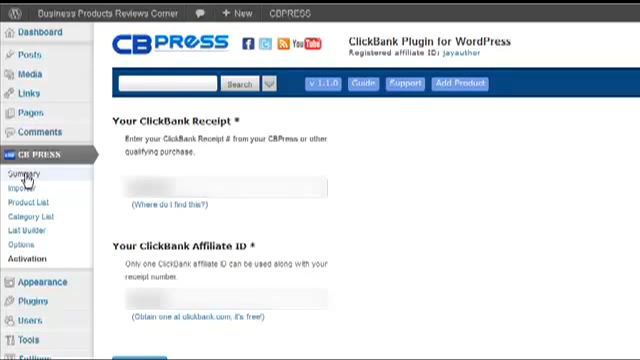 Business Products Reviews Corner + New CBPRESS
Dashboard
Posts
Media
Links
Pages
Comments
CB PRESS
Summary
Importer
Product List
Category List
List Builder
Options
Activation
Appearance
Plugins
Users
Tools
Settings
CBPRESS
You Tube
ClickBank Plugin for WordPress
Registered affiliate ID: jayauther
Search
v 1.1.0 Guide Support Add Product
Your ClickBank Receipt *
Enter your ClickBank Receipt # from your CBPress or other
qualifying purchase.
(Where do I find this?)
Your ClickBank Affiliate ID *
Only one ClickBank affiliate ID can be used along with your
receipt number.
(Obtain one at clickbank.com, it's free!)